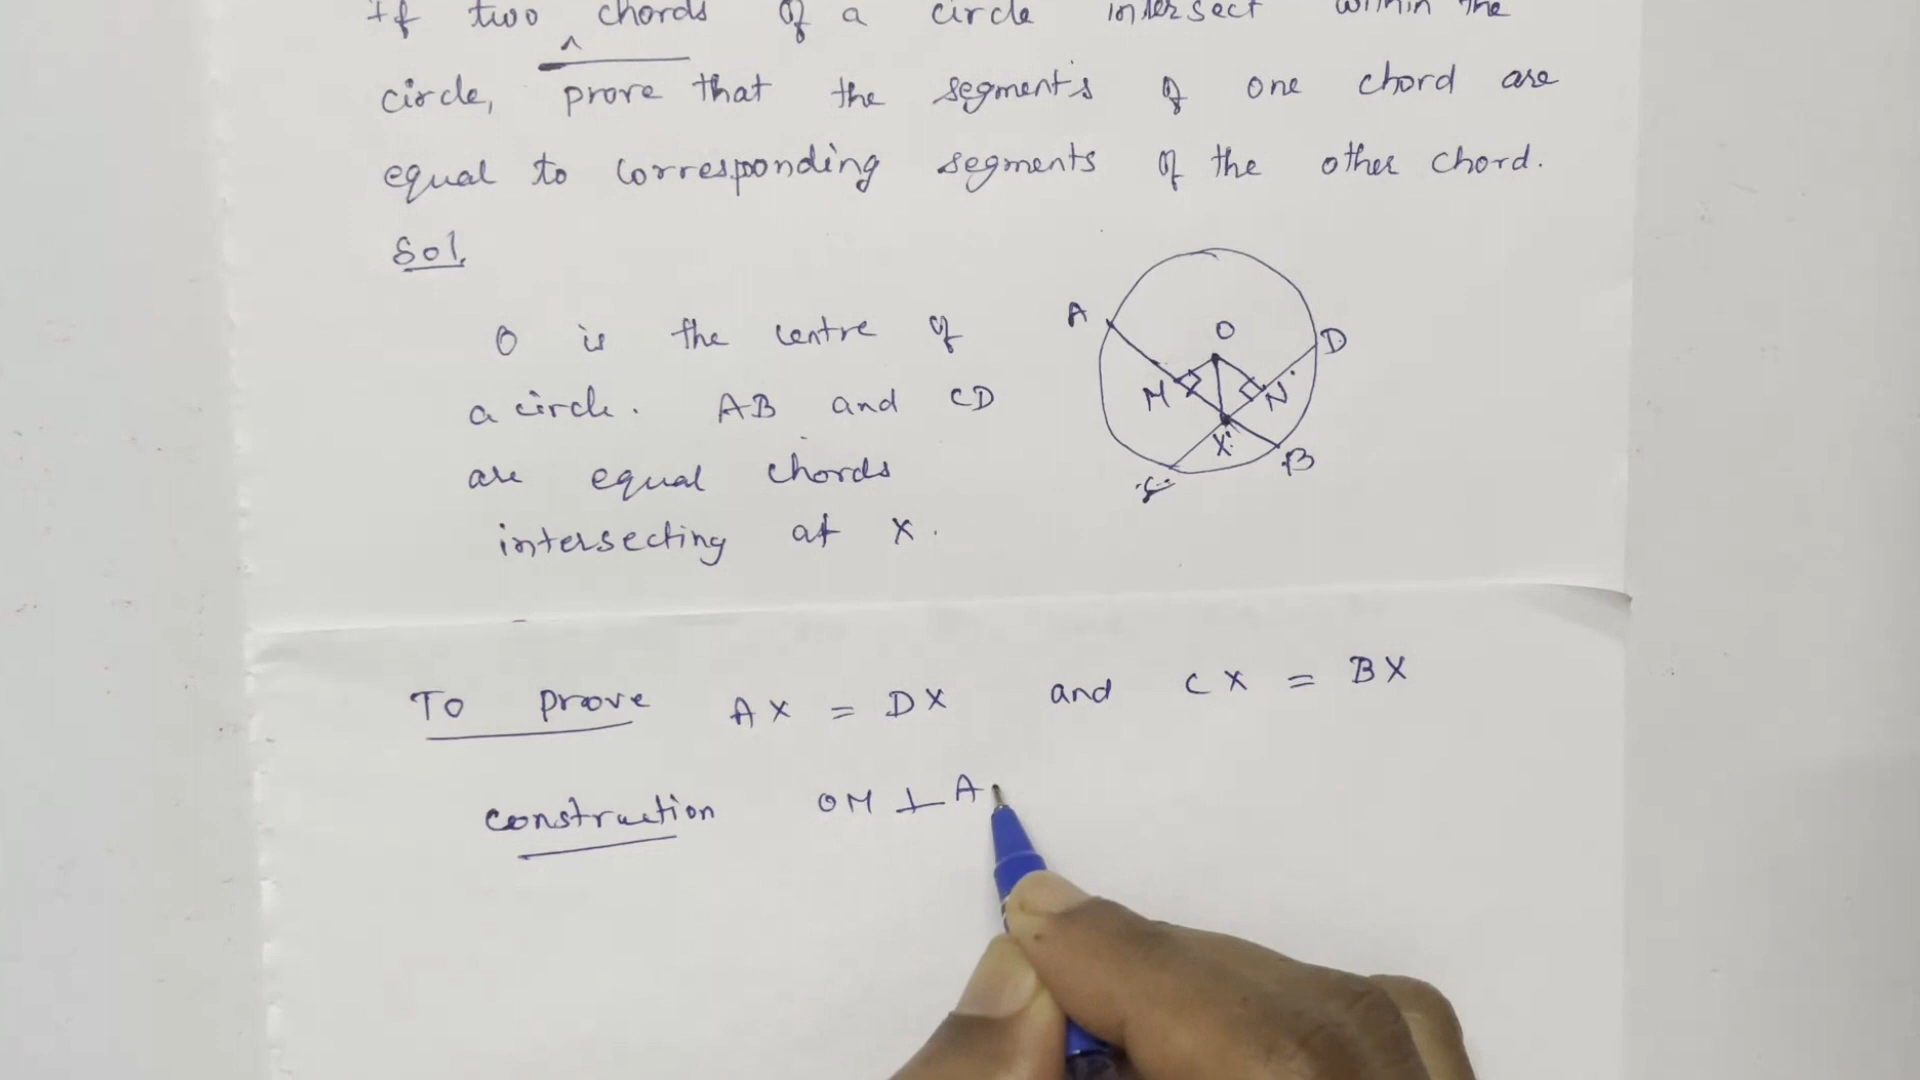 If two chords of a circle intersect within the
^
circle, prove that the segments of one chord are
equal to corresponding segments of the other chord.
Sol.
O is the centre of
a circle. AB and CD
are equal chords
intersecting at X.
A
O
D
M
N
X
B
C
To prove AX = DX and CX = BX
construction OM ⊥ A